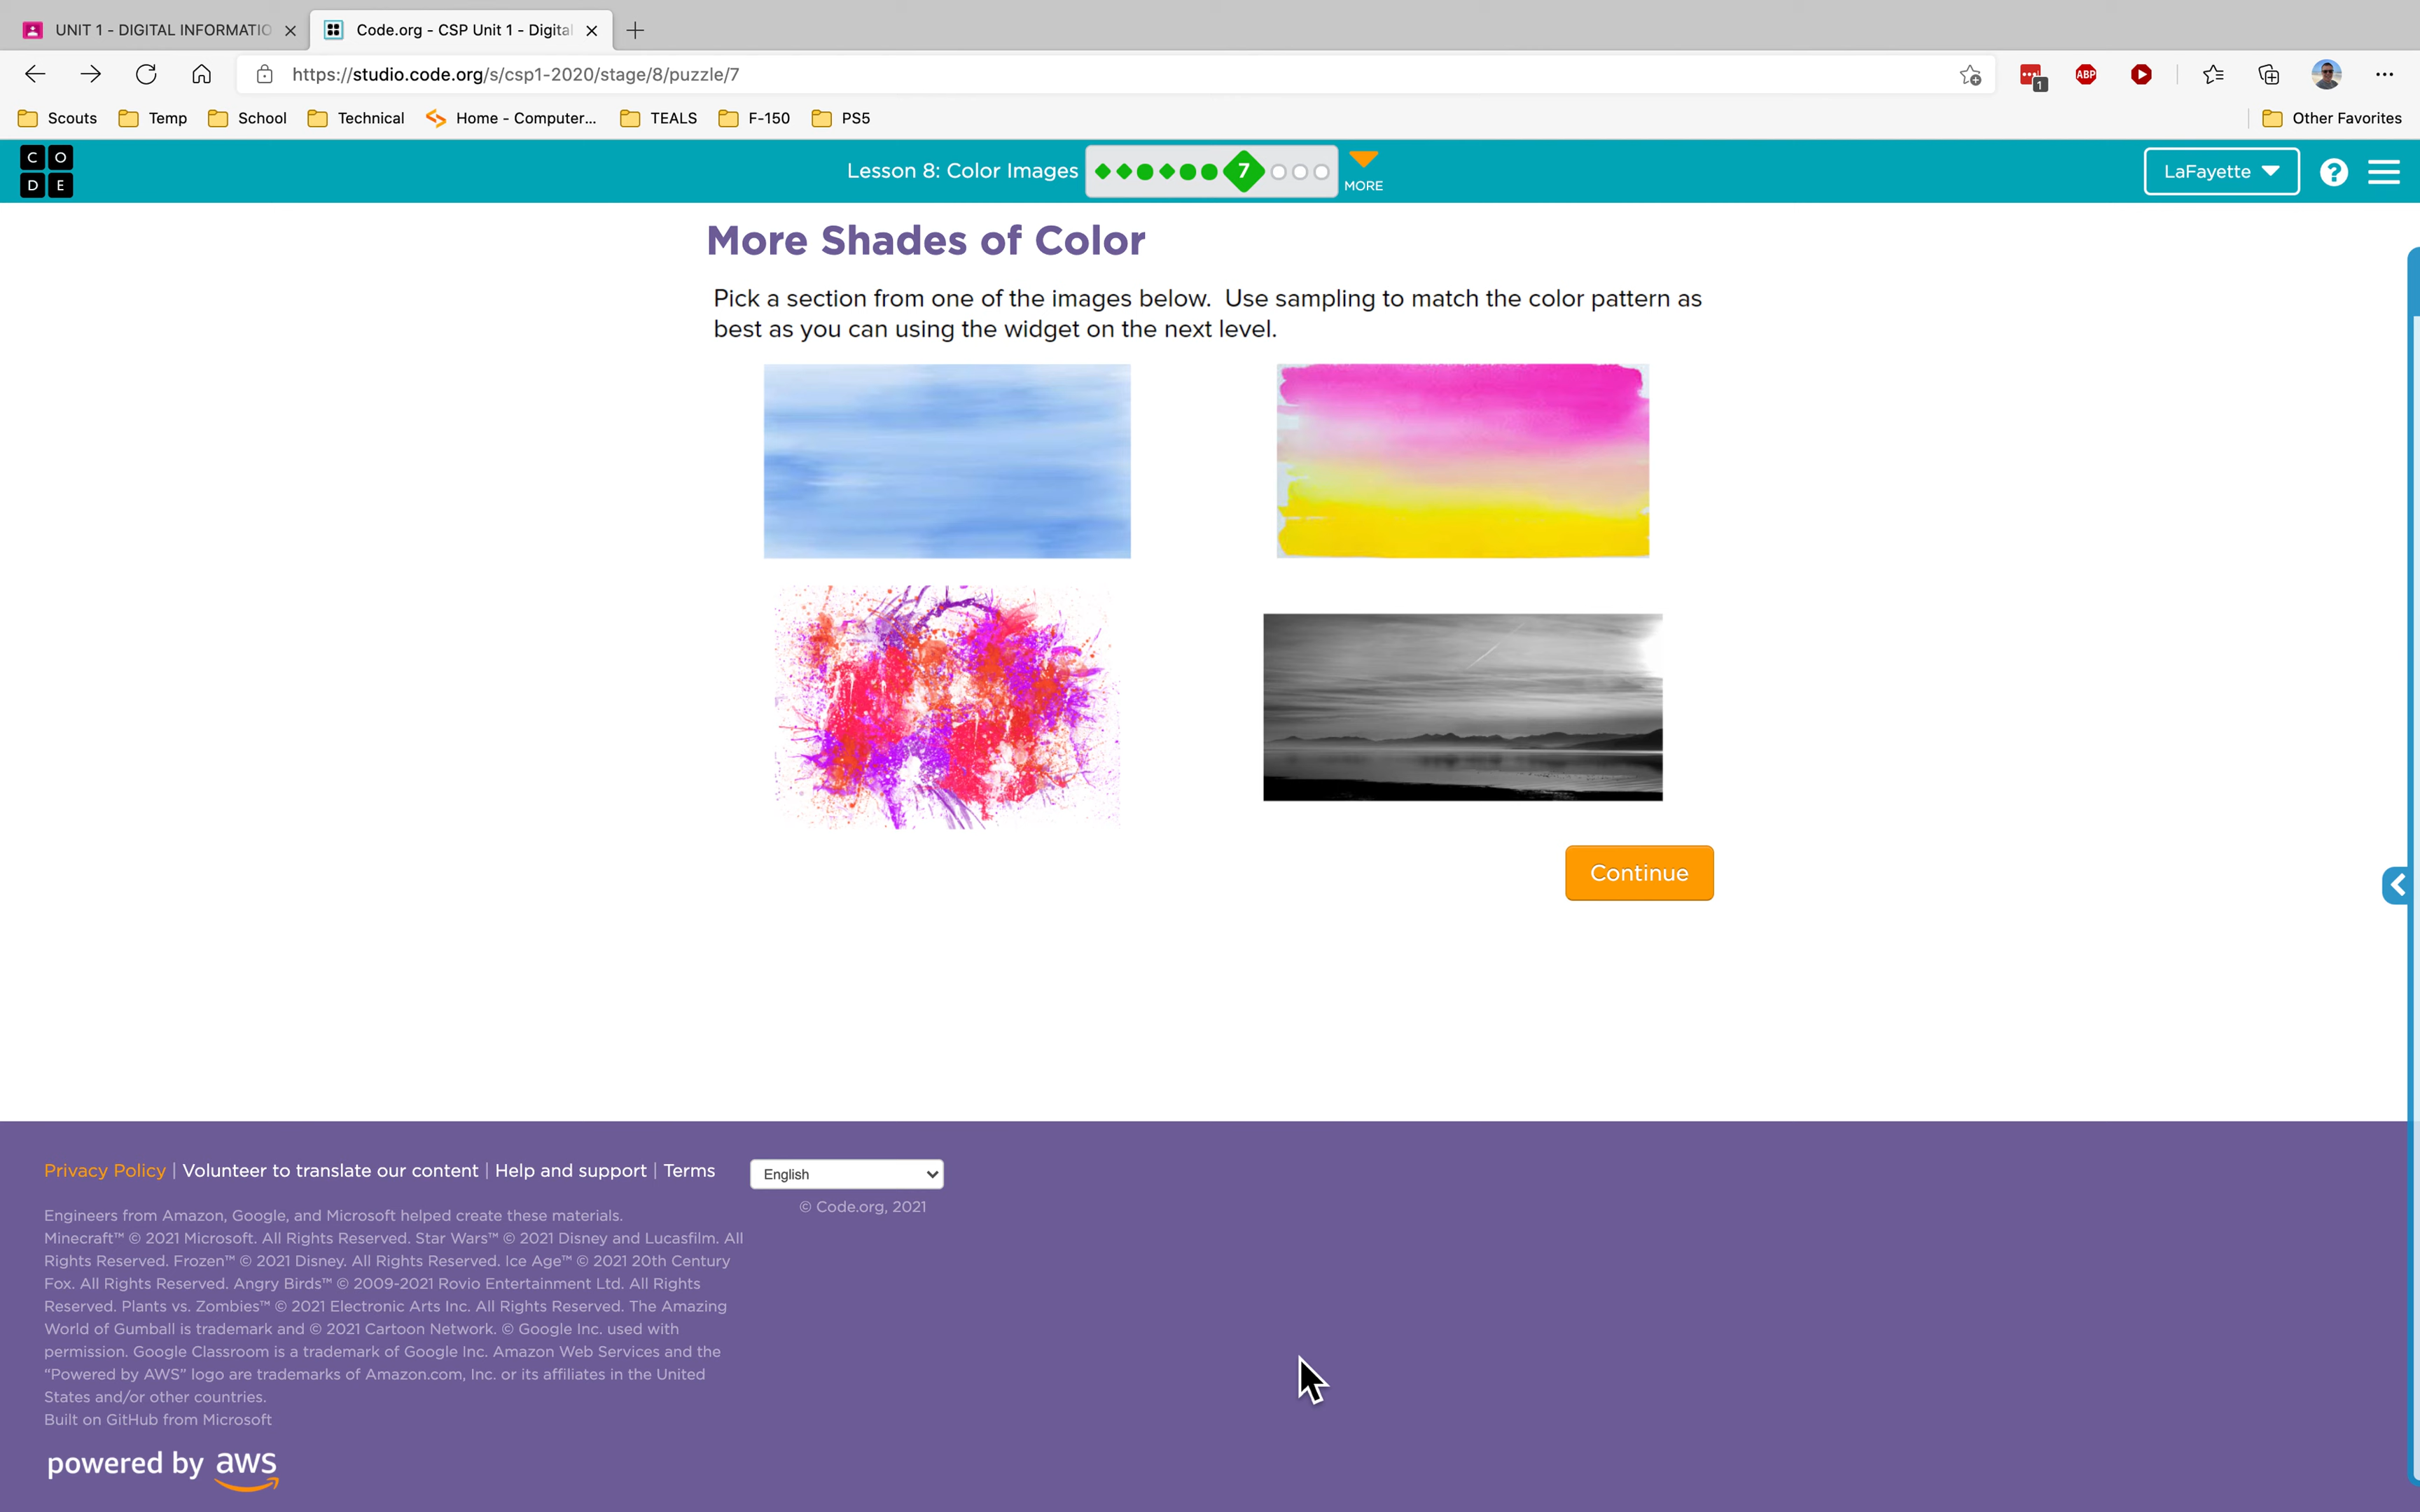 UNIT 1 - DIGITAL INFORMATIO
Code.org - CSP Unit 1 - Digital
https://studio.code.org/s/csp1-2020/stage/8/puzzle/7
1
ABP
Scouts
Temp
School
Technical
Home - Computer...
TEALS
F-150
PS5
Other Favorites
C O
D E
Lesson 8: Color Images
7
MORE
LaFayette
?
More Shades of Color
Pick a section from one of the images below. Use sampling to match the color pattern as
best as you can using the widget on the next level.
Continue
Privacy Policy | Volunteer to translate our content | Help and support | Terms
English
© Code.org, 2021
Engineers from Amazon, Google, and Microsoft helped create these materials.
Minecraft™ © 2021 Microsoft. All Rights Reserved. Star Wars™ © 2021 Disney and Lucasfilm. All
Rights Reserved. Frozen™ © 2021 Disney. All Rights Reserved. Ice Age™ © 2021 20th Century
Fox. All Rights Reserved. Angry Birds™ © 2009-2021 Rovio Entertainment Ltd. All Rights
Reserved. Plants vs. Zombies™ © 2021 Electronic Arts Inc. All Rights Reserved. The Amazing
World of Gumball is trademark and © 2021 Cartoon Network. © Google Inc. used with
permission. Google Classroom is a trademark of Google Inc. Amazon Web Services and the
“Powered by AWS” logo are trademarks of Amazon.com, Inc. or its affiliates in the United
States and/or other countries.
Built on GitHub from Microsoft
powered by aws